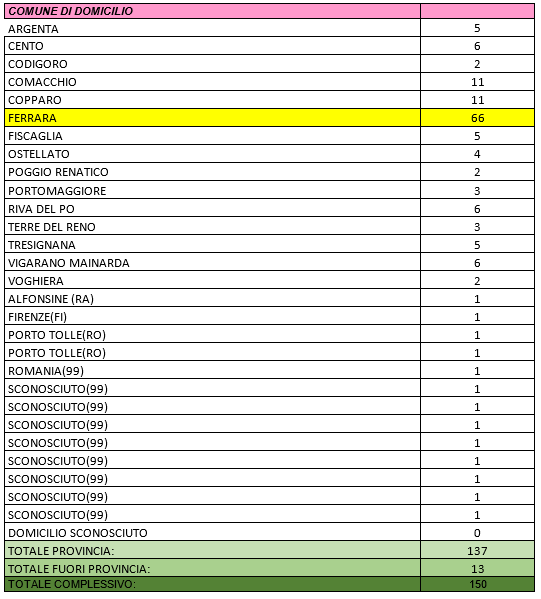 COMUNE DI DOMICILIO
ARGENTA 5
CENTO 6
CODIGORO 2
COMACCHIO 11
COPPARO 11
FERRARA 66
FISCAGLIA 5
OSTELLATO 4
POGGIO RENATICO 2
PORTOMAGGIORE 3
RIVA DEL PO 6
TERRE DEL RENO 3
TRESIGNANA 5
VIGARANO MAINARDA 6
VOGHIERA 2
ALFONSINE (RA) 1
FIRENZE(FI) 1
PORTO TOLLE(RO) 1
PORTO TOLLE(RO) 1
ROMANIA(99) 1
SCONOSCIUTO(99) 1
SCONOSCIUTO(99) 1
SCONOSCIUTO(99) 1
SCONOSCIUTO(99) 1
SCONOSCIUTO(99) 1
SCONOSCIUTO(99) 1
SCONOSCIUTO(99) 1
SCONOSCIUTO(99) 1
DOMICILIO SCONOSCIUTO 0
TOTALE PROVINCIA: 137
TOTALE FUORI PROVINCIA: 13
TOTALE COMPLESSIVO: 150